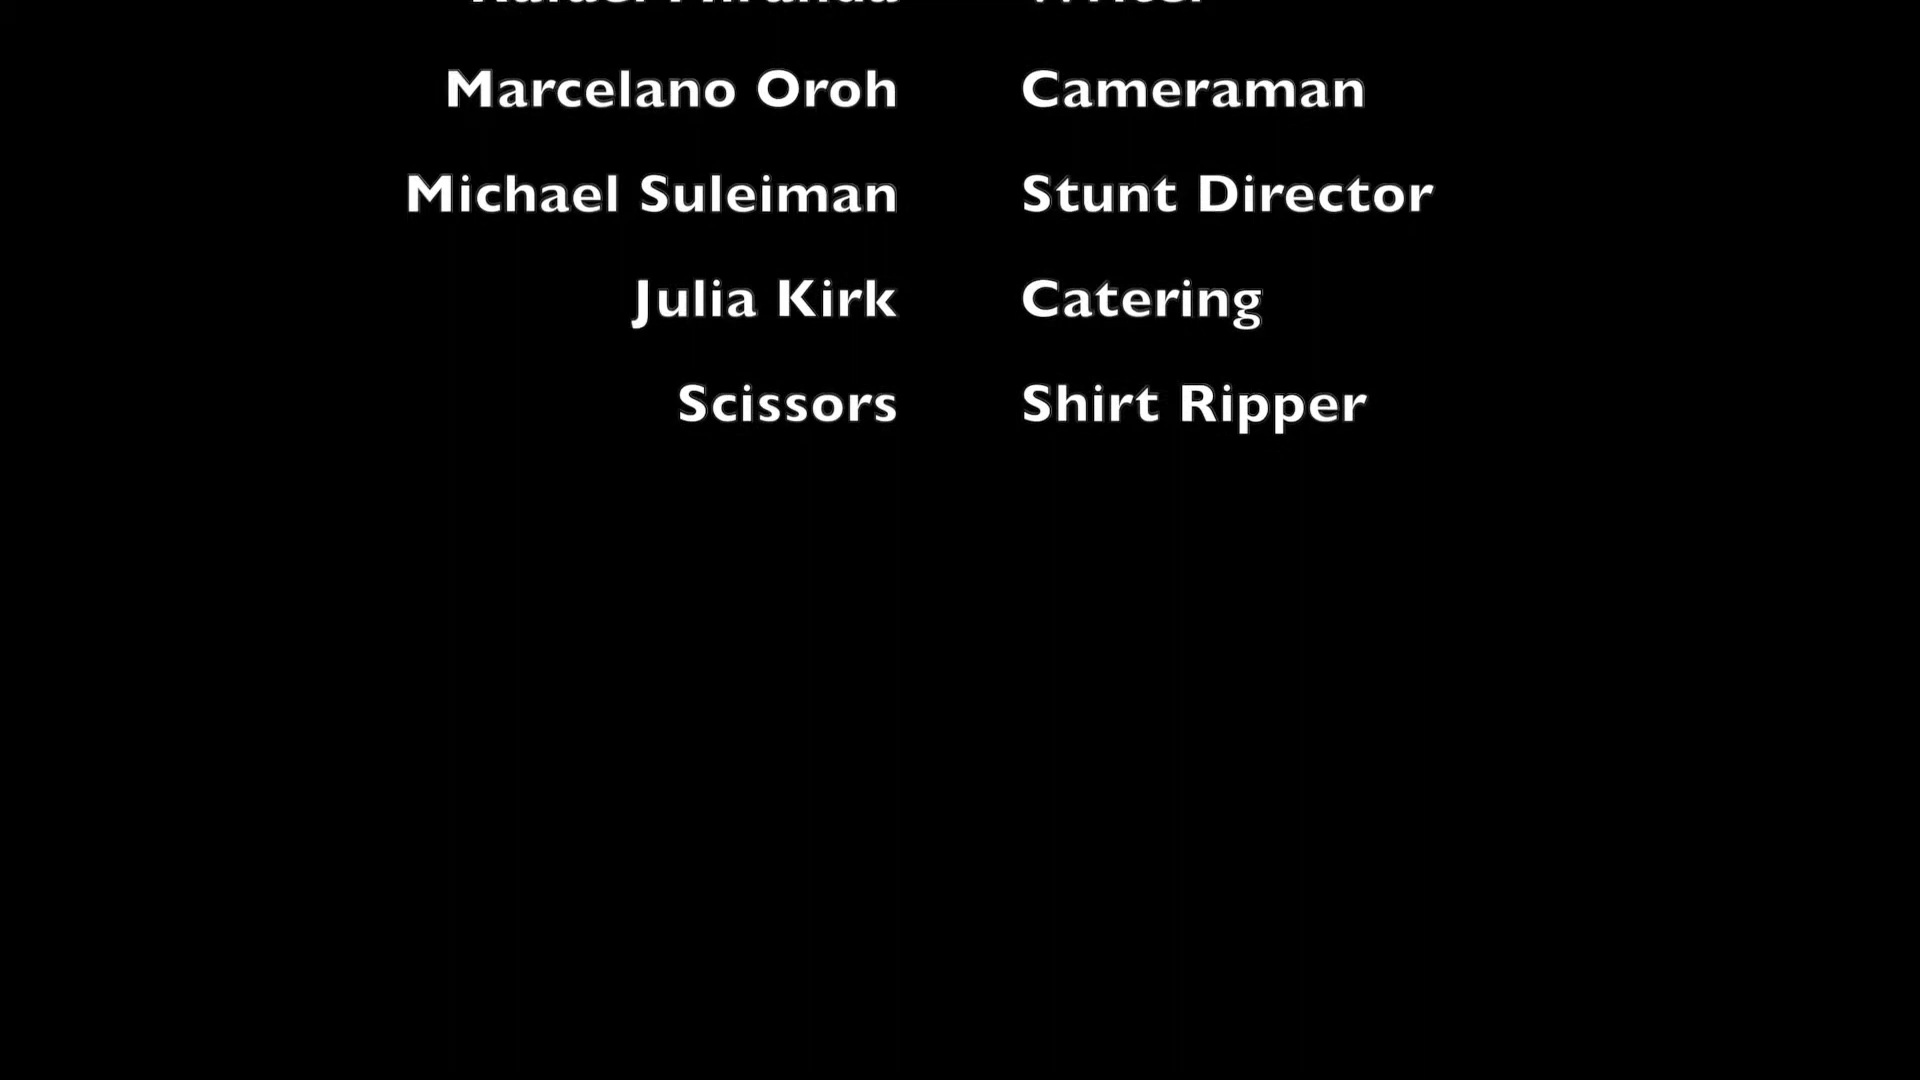 Rafael Miranda Writer
Marcelano Oroh Cameraman
Michael Suleiman Stunt Director
Julia Kirk Catering
Scissors Shirt Ripper